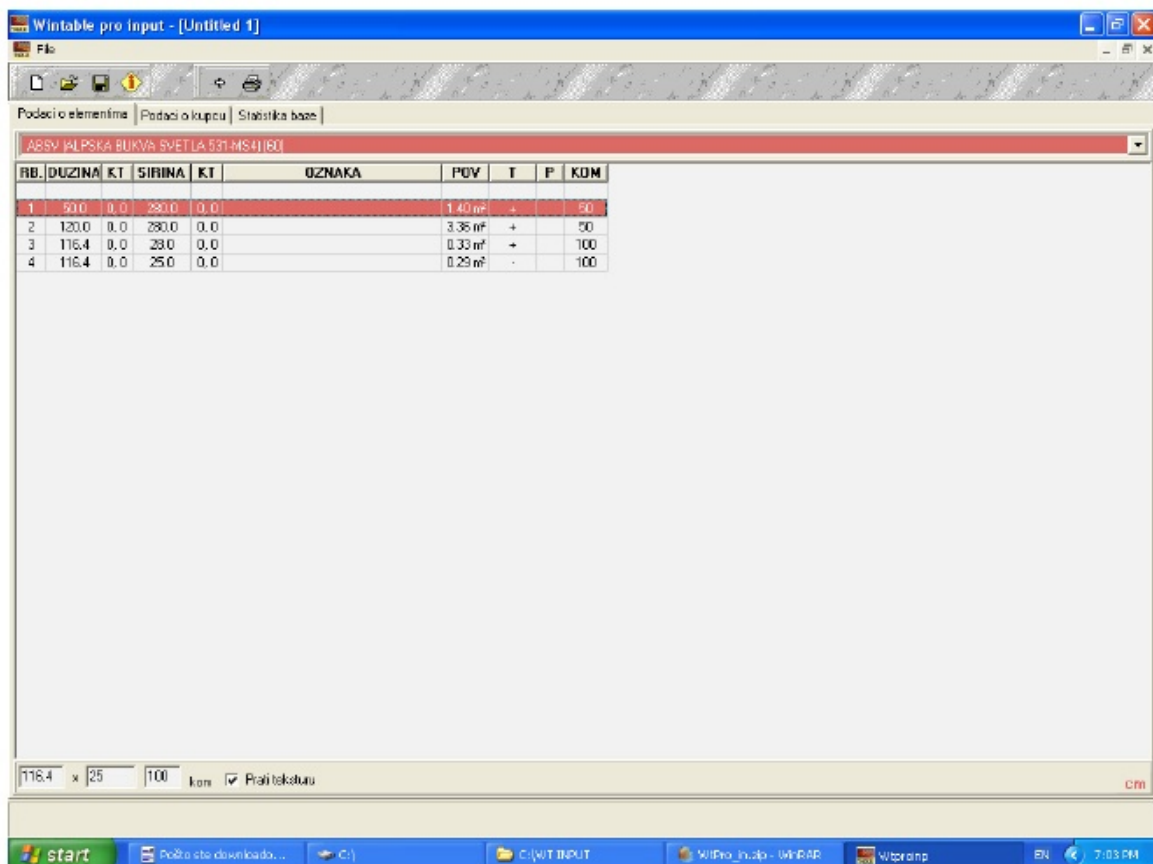 Wintable pro input - [Untitled 1]
File
Podaci o elementima Podaci o kupcu Statistika baze
ABSV (ALPSKA BUKVA SVETLA 531-MS4) [60]
RB. DUZINA KT SIRINA KT OZNAKA POV T P KOM
1 50.0 0, 0 280.0 0, 0 1.40 m² + 50
2 120.0 0, 0 280.0 0, 0 3.36 m² + 50
3 116.4 0, 0 28.0 0, 0 0.33 m² + 100
4 116.4 0, 0 25.0 0, 0 0.29 m² - 100
116.4 x 25 100 kom Prati teksturu cm
start Pošto ste downloado... C:\ C:\WT INPUT WtPro_in.zip - WinRAR Wtproinp EN 7:03 PM